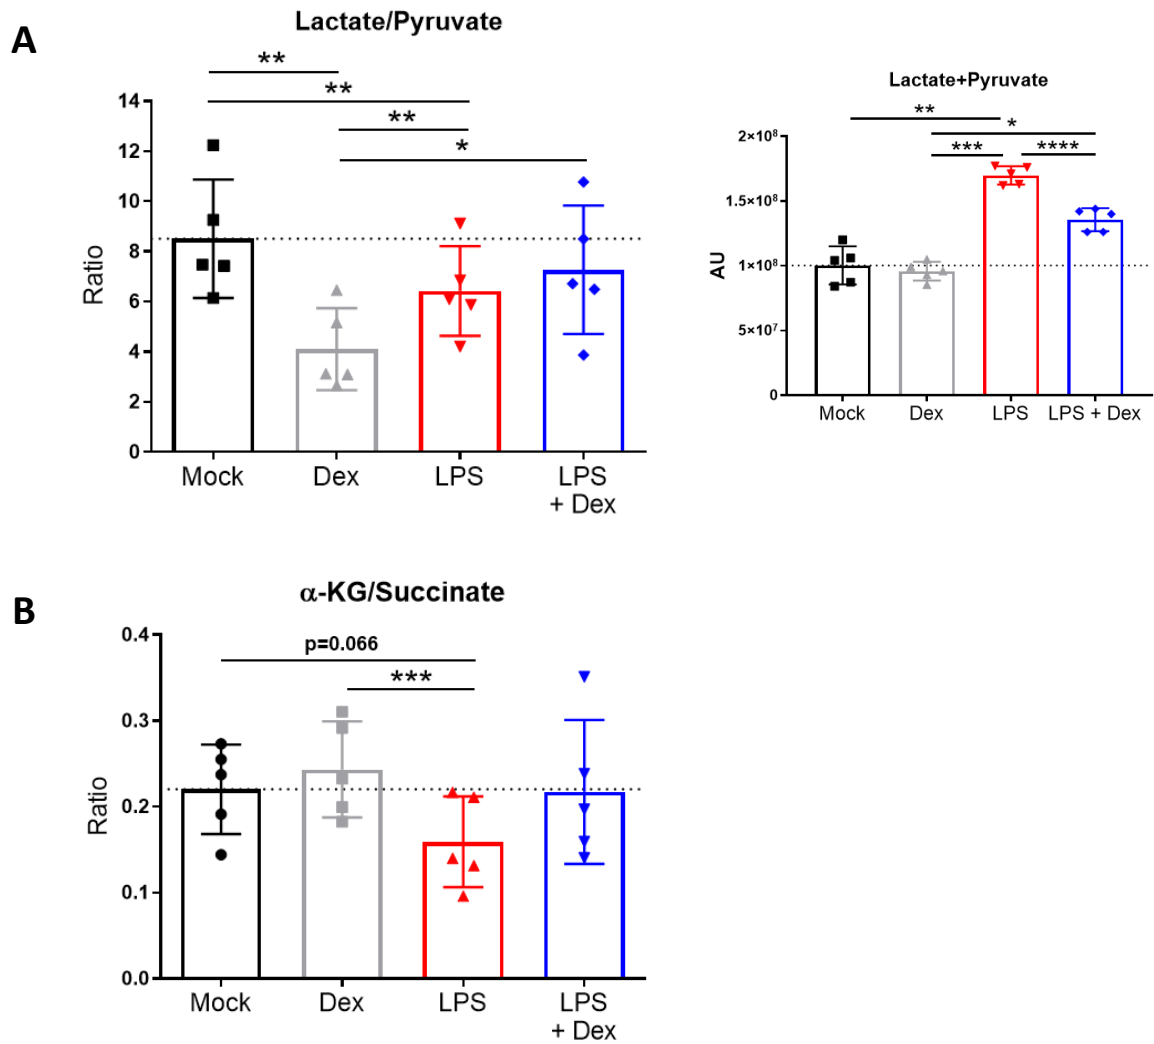 A
Lactate/Pyruvate
**
**
**
*
14
12
10
8
6
4
2
0
Ratio
Mock
Dex
LPS
LPS
+ Dex
Lactate+Pyruvate
**
*
***
****
2×10⁸
1.5×10⁸
1×10⁸
5×10⁷
0
AU
Mock
Dex
LPS
LPS + Dex
B
α-KG/Succinate
p=0.066
***
0.4
0.3
0.2
0.1
0.0
Ratio
Mock
Dex
LPS
LPS
+ Dex